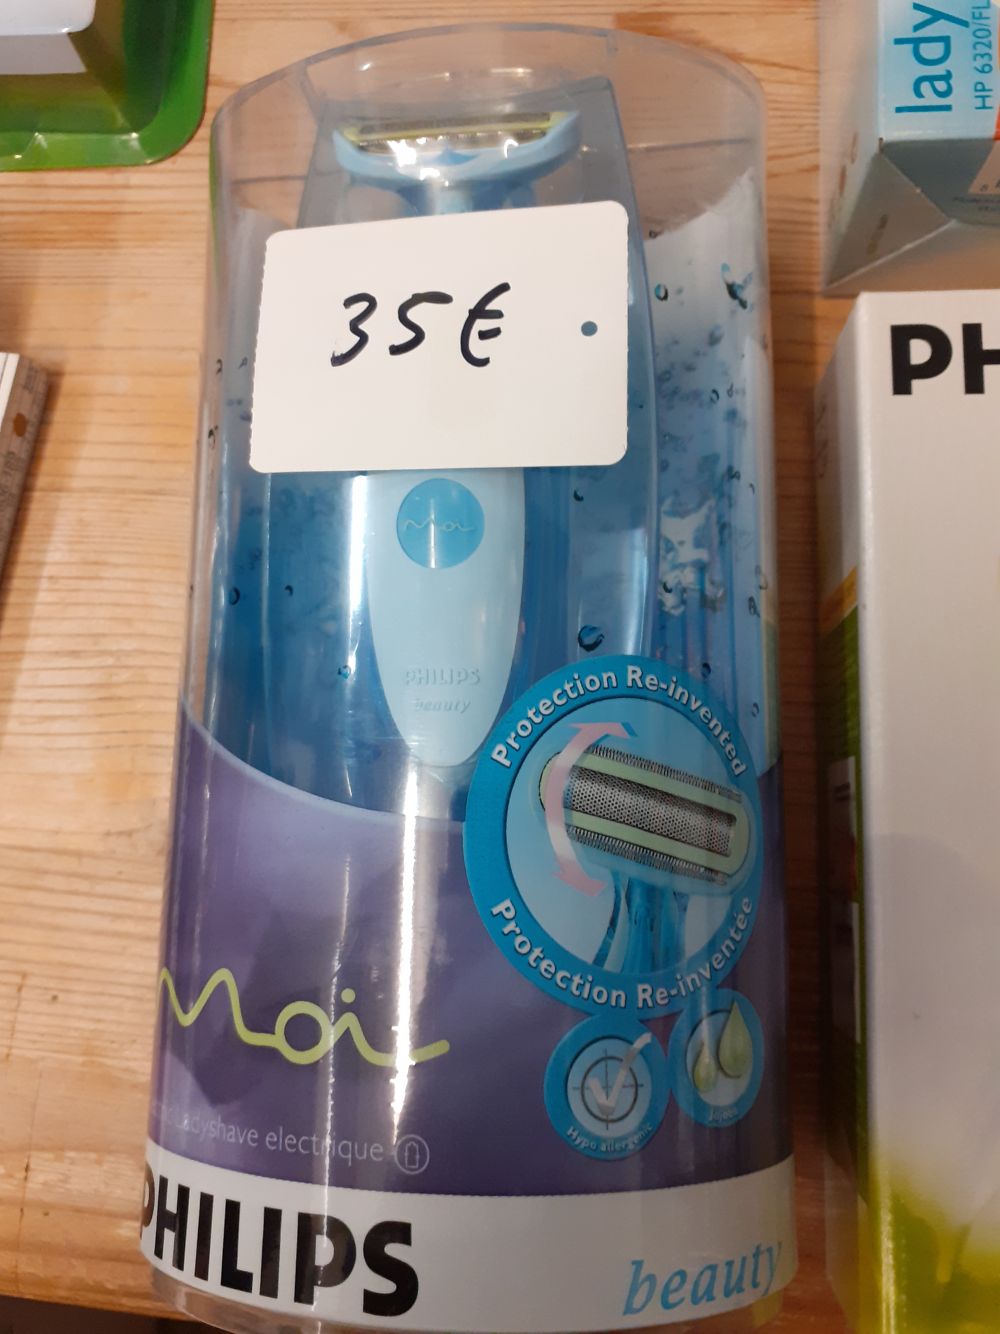 lady
HP 6320/FL
35€
PH
Moi
PHILIPS
beauty
Protection Re-invented
Protection Re-inventée
Moi
Ladyshave electrique
Hypo allergenic
Jojoba
PHILIPS
beauty